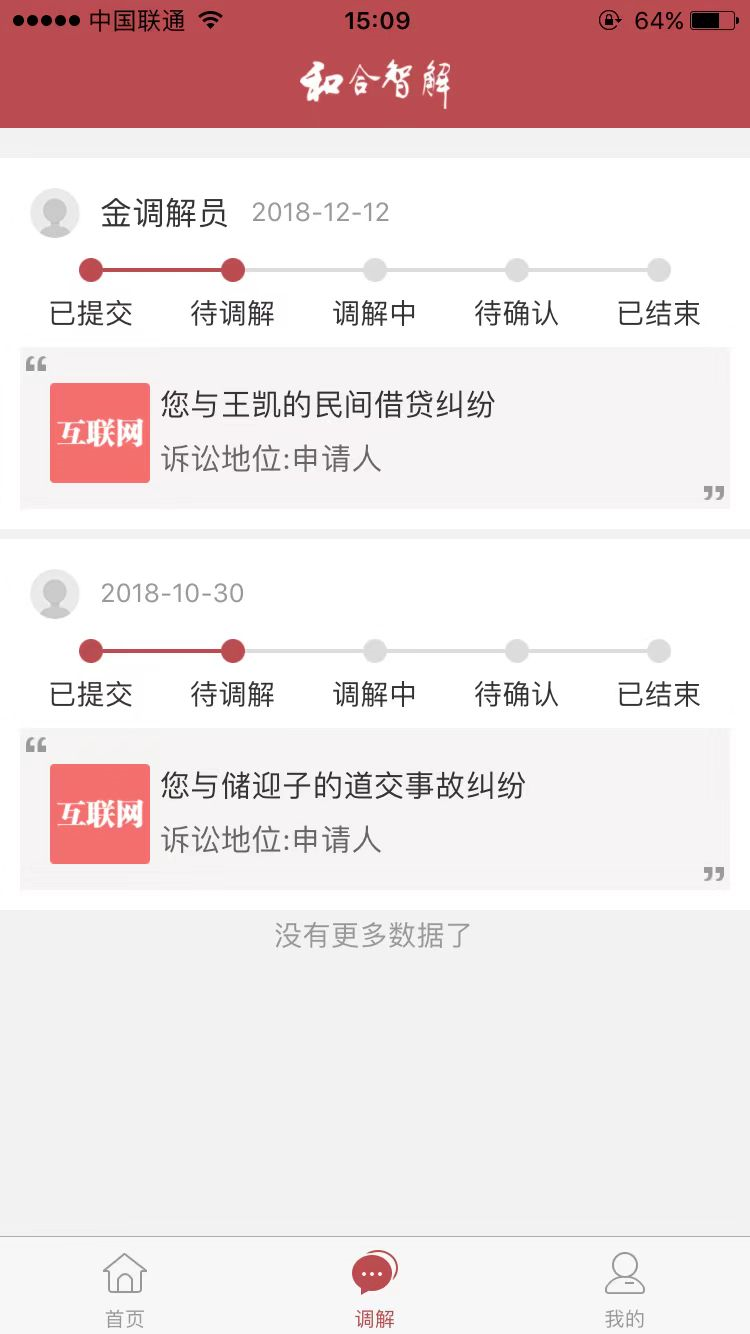 中国联通 15:09 64%
和合智解
金调解员 2018-12-12
已提交 待调解 调解中 待确认 已结束
“
互联网 您与王凯的民间借贷纠纷
诉讼地位:申请人
”
2018-10-30
已提交 待调解 调解中 待确认 已结束
“
互联网 您与储迎子的道交事故纠纷
诉讼地位:申请人
”
没有更多数据了
首页 调解 我的